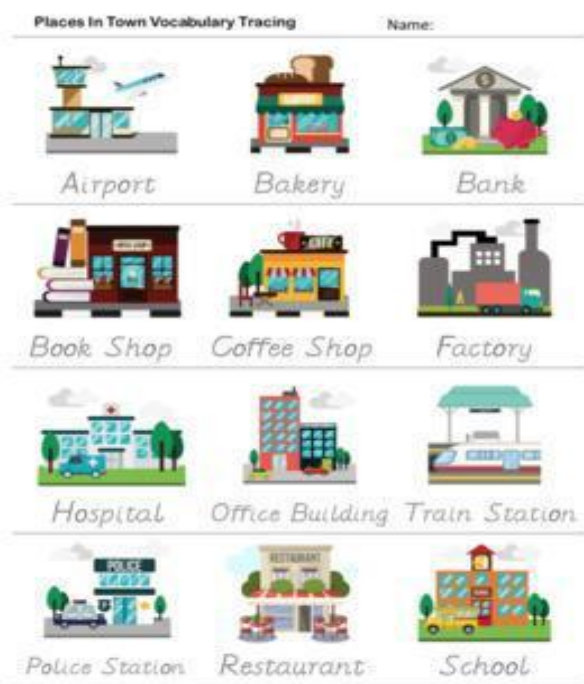 Places In Town Vocabulary Tracing Name:
Airport Bakery Bank
Book Shop Coffee Shop Factory
Hospital Office Building Train Station
POLICE RESTAURANT
Police Station Restaurant School